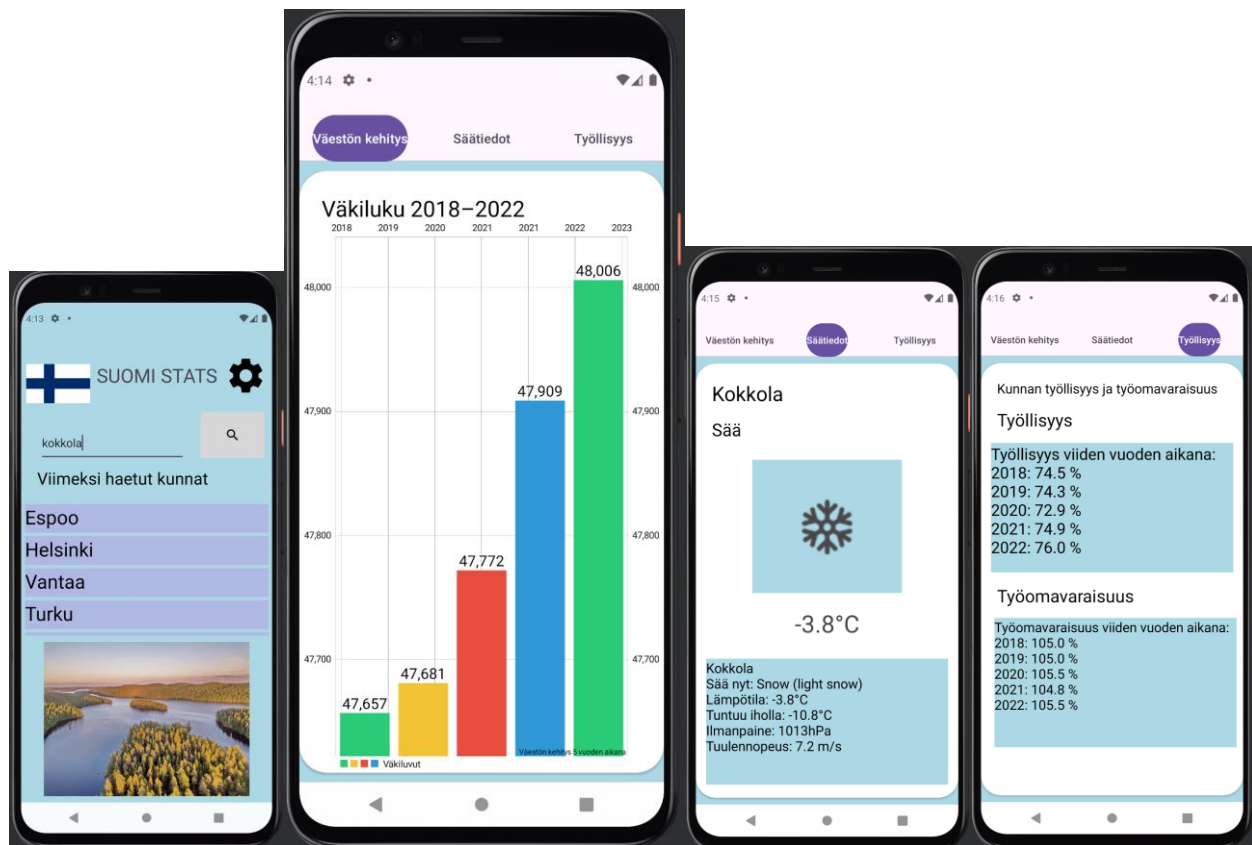 4:13
SUOMI STATS
kokkola
Viimeksi haetut kunnat
Espoo
Helsinki
Vantaa
Turku
4:14
Väestön kehitys Säätiedot Työllisyys
Väkiluku 2018–2022
2018 2019 2020 2021 2021 2022 2023
48,006
48,000 48,000
47,909
47,900 47,900
47,800 47,800
47,772
47,700 47,700
47,681
47,657
Väestön kehitys 5 vuoden aikana
Väkiluvut
4:15
Väestön kehitys Säätiedot Työllisyys
Kokkola
Sää
-3.8°C
Kokkola
Sää nyt: Snow (light snow)
Lämpötila: -3.8°C
Tuntuu iholla: -10.8°C
Ilmanpaine: 1013hPa
Tuulennopeus: 7.2 m/s
4:16
Väestön kehitys Säätiedot Työllisyys
Kunnan työllisyys ja työomavaraisuus
Työllisyys
Työllisyys viiden vuoden aikana:
2018: 74.5 %
2019: 74.3 %
2020: 72.9 %
2021: 74.9 %
2022: 76.0 %
Työomavaraisuus
Työomavaraisuus viiden vuoden aikana:
2018: 105.0 %
2019: 105.0 %
2020: 105.5 %
2021: 104.8 %
2022: 105.5 %